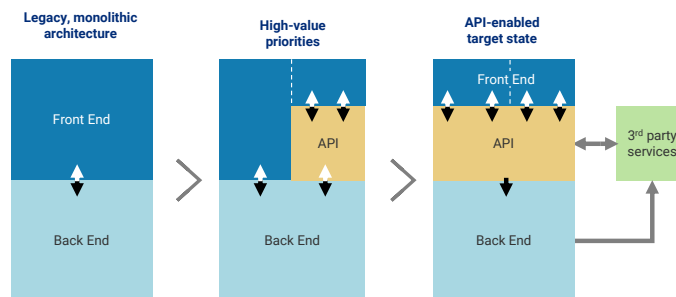 Legacy, monolithic
architecture
High-value
priorities
API-enabled
target state
Front End
Back End
API
Back End
Front End
API
Back End
3rd party
services